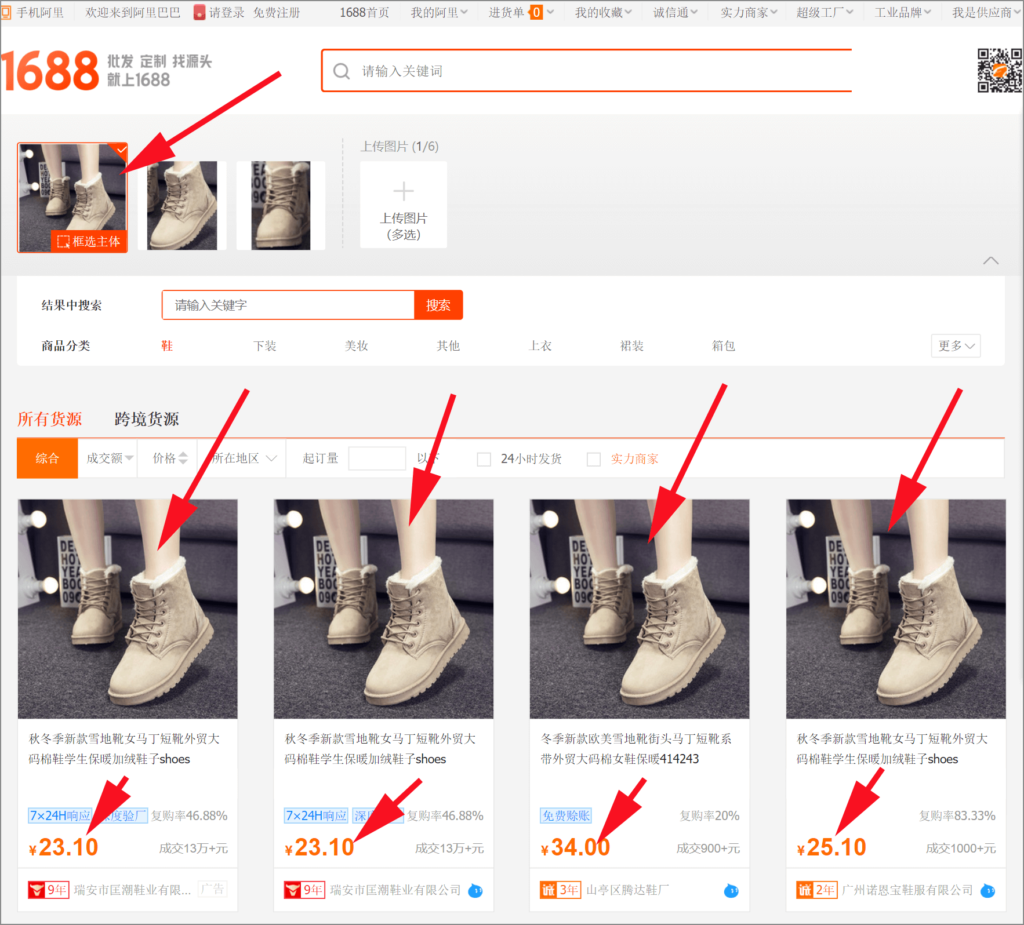 手机阿里 欢迎来到阿里巴巴 请登录 免费注册 1688首页 我的阿里 进货单 0 我的收藏 诚信通 实力商家 超级工厂 工业品牌 我是供应商
1688 批发 定制 找源头
就上1688
请输入关键词
上传图片 (1/6)
框选主体
上传图片
(多选)
结果中搜索 请输入关键字 搜索
商品分类 鞋 下装 美妆 其他 上衣 裙装 箱包 更多
所有货源 跨境货源
综合 成交额 价格 所在地区 起订量 以下 24小时发货 实力商家
秋冬季新款雪地靴女马丁短靴外贸大
码棉鞋学生保暖加绒鞋子shoes
7×24H响应 度验厂 复购率46.88%
¥23.10 成交13万+元
9年 瑞安市匡潮鞋业有限... 广告
秋冬季新款雪地靴女马丁短靴外贸大
码棉鞋学生保暖加绒鞋子shoes
7×24H响应 深 复购率46.88%
¥23.10 成交13万+元
9年 瑞安市匡潮鞋业有限公司
冬季新款欧美雪地靴街头马丁短靴系
带外贸大码棉女鞋保暖414243
免费赊账 复购率20%
¥34.00 成交900+元
诚 3年 山亭区腾达鞋厂
秋冬季新款雪地靴女马丁短靴外贸大
码棉鞋学生保暖加绒鞋子shoes
复购率83.33%
¥25.10 成交1000+元
诚 2年 广州诺恩宝鞋服有限公司